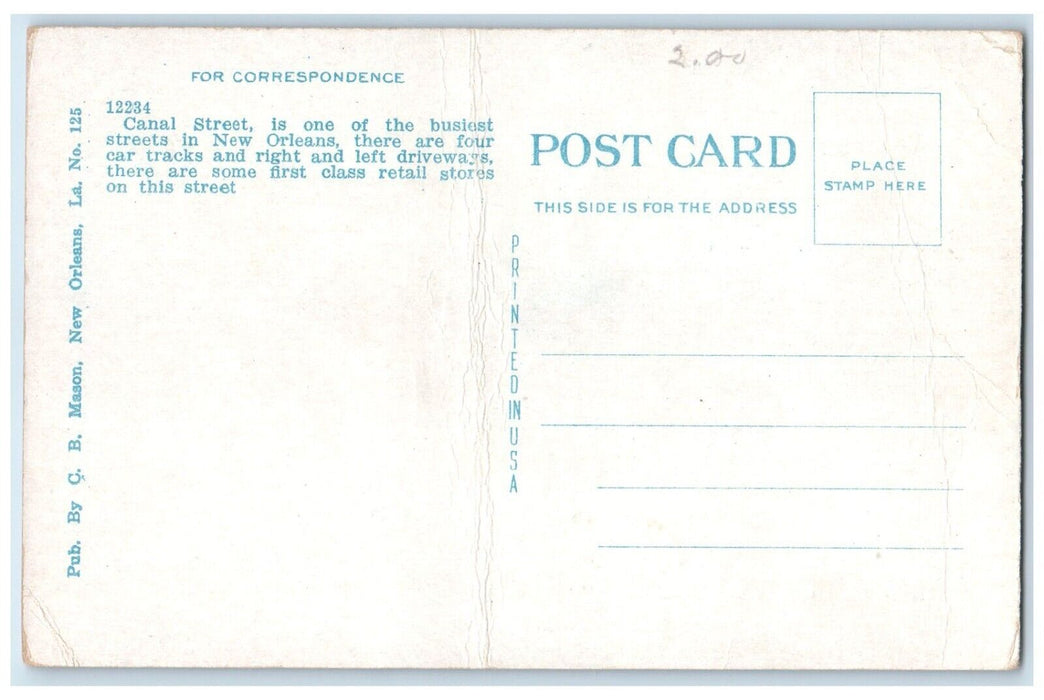 2.00
FOR CORRESPONDENCE
12234
Canal Street, is one of the busiest
streets in New Orleans, there are four
car tracks and right and left driveways,
there are some first class retail stores
on this street
Pub. By C. B. Mason, New Orleans, La. No. 125
POST CARD
THIS SIDE IS FOR THE ADDRESS
PLACE
STAMP HERE
PRINTED IN USA